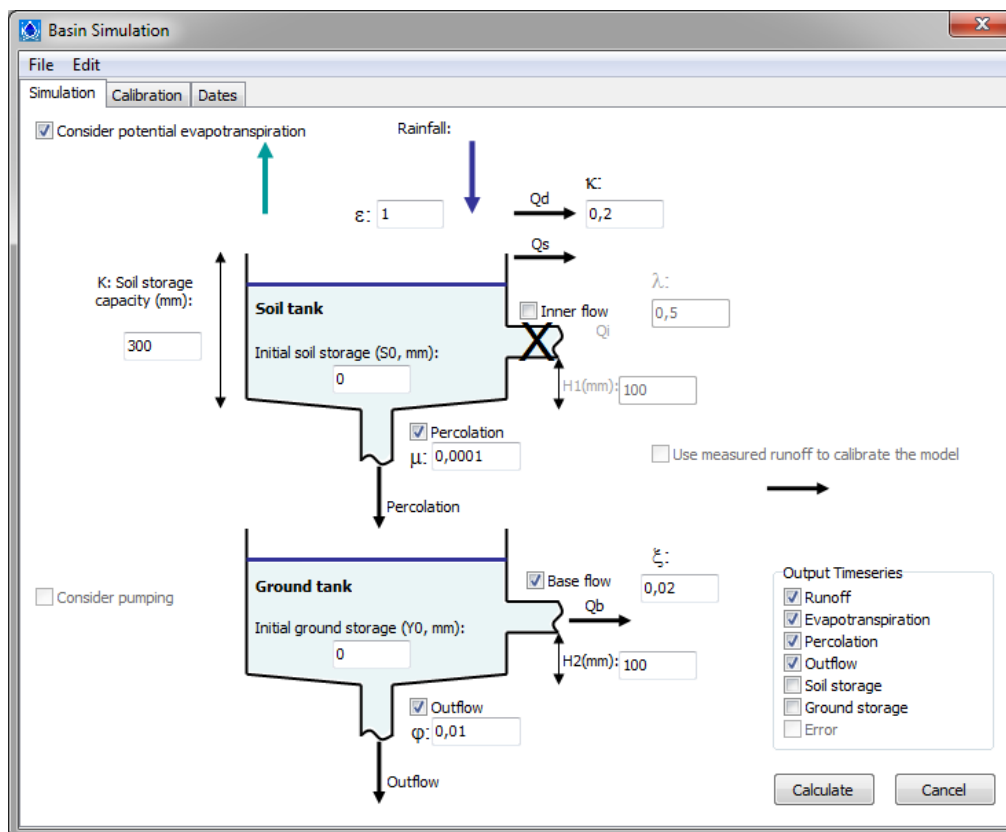 Basin Simulation
File Edit
Simulation Calibration Dates
Consider potential evapotranspiration
Rainfall:
κ:
Qd
ε: 1
0,2
Qs
K: Soil storage
capacity (mm):
λ:
Soil tank
Inner flow
0,5
Qi
300
Initial soil storage (S0, mm):
0
H1(mm): 100
Percolation
μ: 0,0001
Use measured runoff to calibrate the model
Percolation
ξ:
Base flow
0,02
Ground tank
Consider pumping
Qb
Initial ground storage (Y0, mm):
0
H2(mm): 100
Outflow
φ: 0,01
Outflow
Output Timeseries
Runoff
Evapotranspiration
Percolation
Outflow
Soil storage
Ground storage
Error
Calculate Cancel